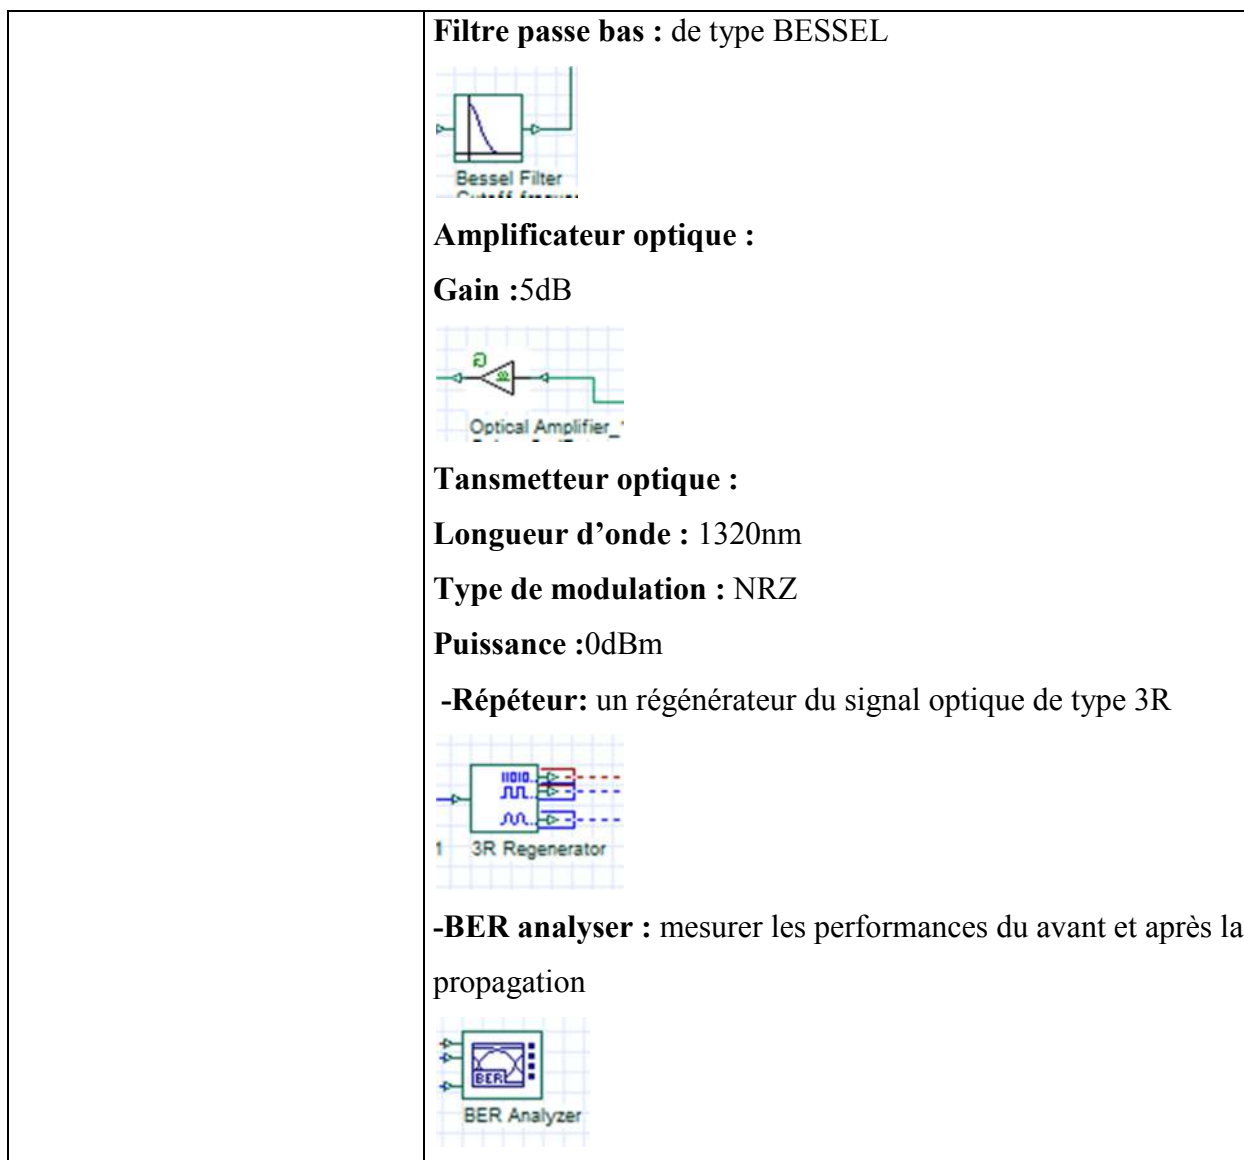 Filtre passe bas : de type BESSEL
Bessel Filter
Amplificateur optique :
Gain :5dB
G
Optical Amplifier_
Tansmetteur optique :
Longueur d’onde : 1320nm
Type de modulation : NRZ
Puissance :0dBm
-Répéteur: un régénérateur du signal optique de type 3R
11010..
3R Regenerator
-BER analyser : mesurer les performances du avant et après la
propagation
BER
BER Analyzer